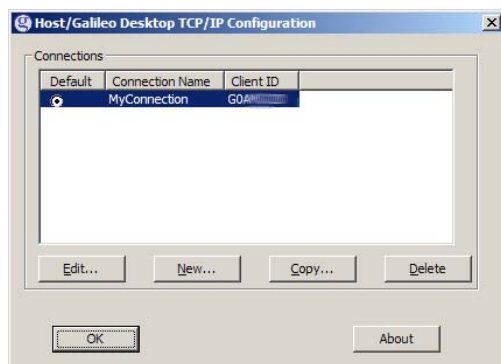 Host/Galileo Desktop TCP/IP Configuration
Connections
Default Connection Name Client ID
MyConnection
Edit... New... Copy... Delete
OK About